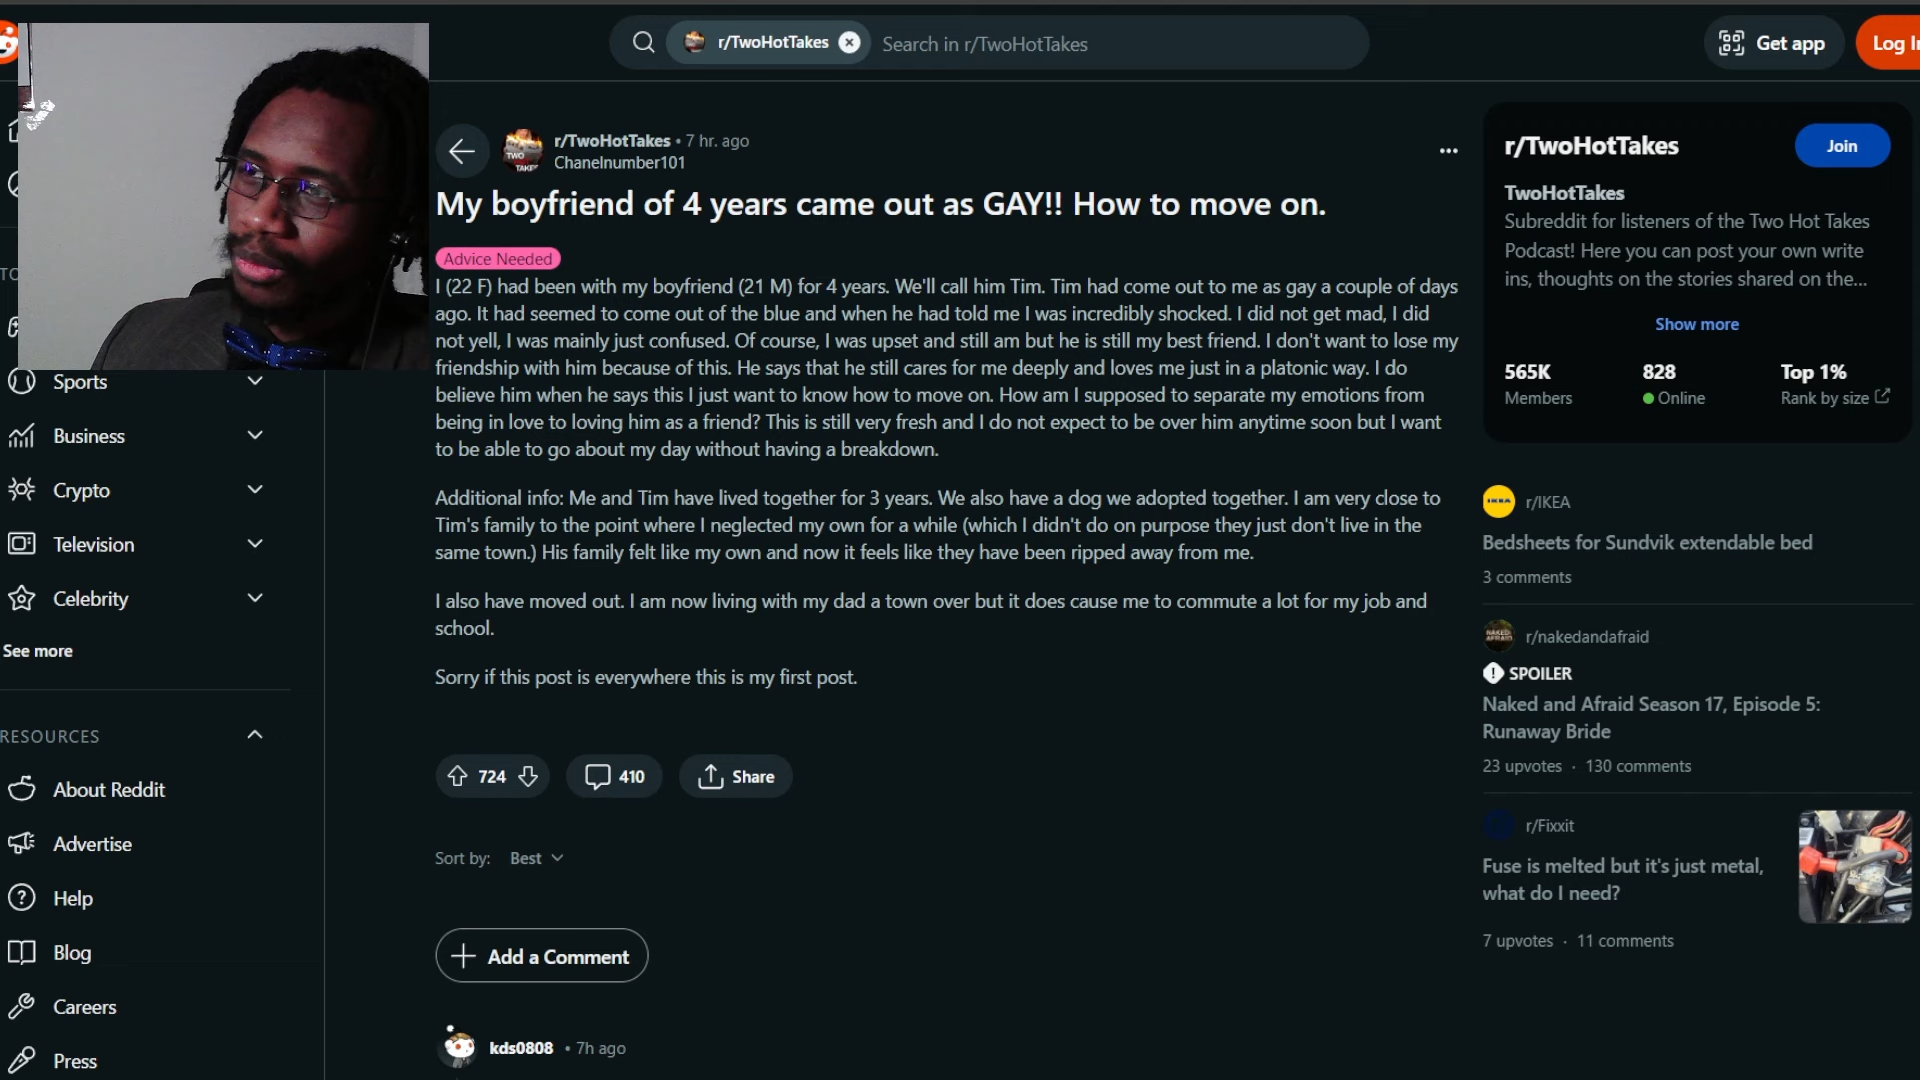 r/TwoHotTakes
Search in r/TwoHotTakes
Get app
Log In
r/TwoHotTakes • 7 hr. ago
Chanelnumber101
My boyfriend of 4 years came out as GAY!! How to move on.
Advice Needed
I (22 F) had been with my boyfriend (21 M) for 4 years. We'll call him Tim. Tim had come out to me as gay a couple of days
ago. It had seemed to come out of the blue and when he had told me I was incredibly shocked. I did not get mad, I did
not yell, I was mainly just confused. Of course, I was upset and still am but he is still my best friend. I don't want to lose my
friendship with him because of this. He says that he still cares for me deeply and loves me just in a platonic way. I do
believe him when he says this I just want to know how to move on. How am I supposed to separate my emotions from
being in love to loving him as a friend? This is still very fresh and I do not expect to be over him anytime soon but I want
to be able to go about my day without having a breakdown.
Additional info: Me and Tim have lived together for 3 years. We also have a dog we adopted together. I am very close to
Tim's family to the point where I neglected my own for a while (which I didn't do on purpose they just don't live in the
same town.) His family felt like my own and now it feels like they have been ripped away from me.
I also have moved out. I am now living with my dad a town over but it does cause me to commute a lot for my job and
school.
Sorry if this post is everywhere this is my first post.
724
410
Share
Sort by: Best
Add a Comment
kds0808 • 7h ago
TO
Sports
Business
Crypto
Television
Celebrity
See more
RESOURCES
About Reddit
Advertise
Help
Blog
Careers
Press
r/TwoHotTakes
Join
TwoHotTakes
Subreddit for listeners of the Two Hot Takes
Podcast! Here you can post your own write
ins, thoughts on the stories shared on the...
Show more
565K 828 Top 1%
Members Online Rank by size
IKEA
r/IKEA
Bedsheets for Sundvik extendable bed
3 comments
r/nakedandafraid
SPOILER
Naked and Afraid Season 17, Episode 5:
Runaway Bride
23 upvotes · 130 comments
r/Fixxit
Fuse is melted but it's just metal,
what do I need?
7 upvotes · 11 comments